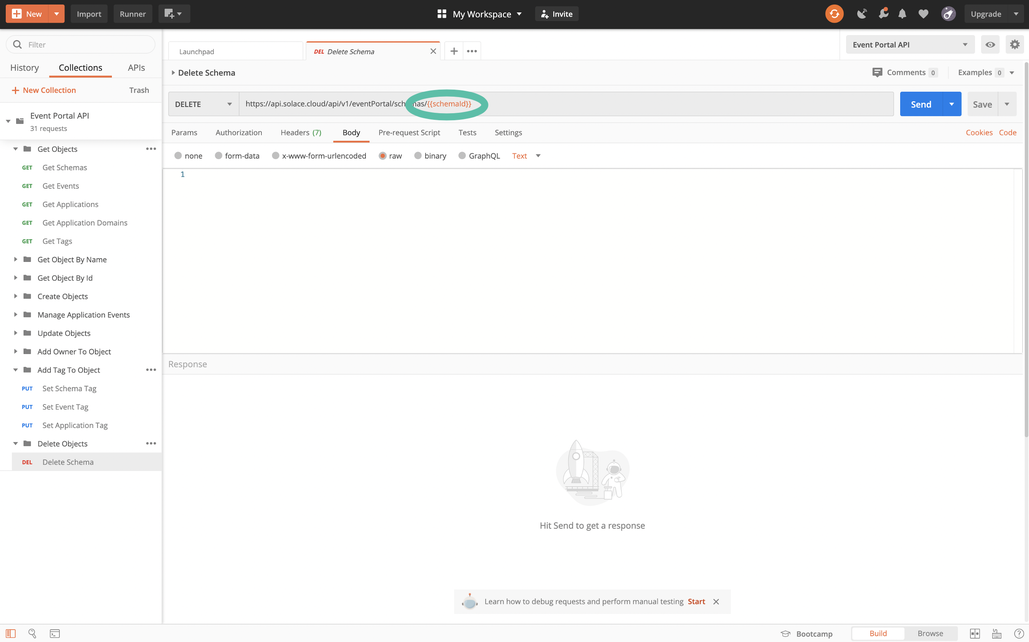 New Import Runner My Workspace Invite Upgrade
Filter
History Collections APIs
New Collection Trash
Event Portal API
31 requests
Get Objects
GET Get Schemas
GET Get Events
GET Get Applications
GET Get Application Domains
GET Get Tags
Get Object By Name
Get Object By Id
Create Objects
Manage Application Events
Update Objects
Add Owner To Object
Add Tag To Object
PUT Set Schema Tag
PUT Set Event Tag
PUT Set Application Tag
Delete Objects
DEL Delete Schema
Launchpad DEL Delete Schema Event Portal API
Delete Schema Comments 0 Examples 0
DELETE https://api.solace.cloud/api/v1/eventPortal/schemas/{{schemaId}} Send Save
Params Authorization Headers (7) Body Pre-request Script Tests Settings Cookies Code
none form-data x-www-form-urlencoded raw binary GraphQL Text
1
Response
Hit Send to get a response
Learn how to debug requests and perform manual testing Start
Bootcamp Build Browse